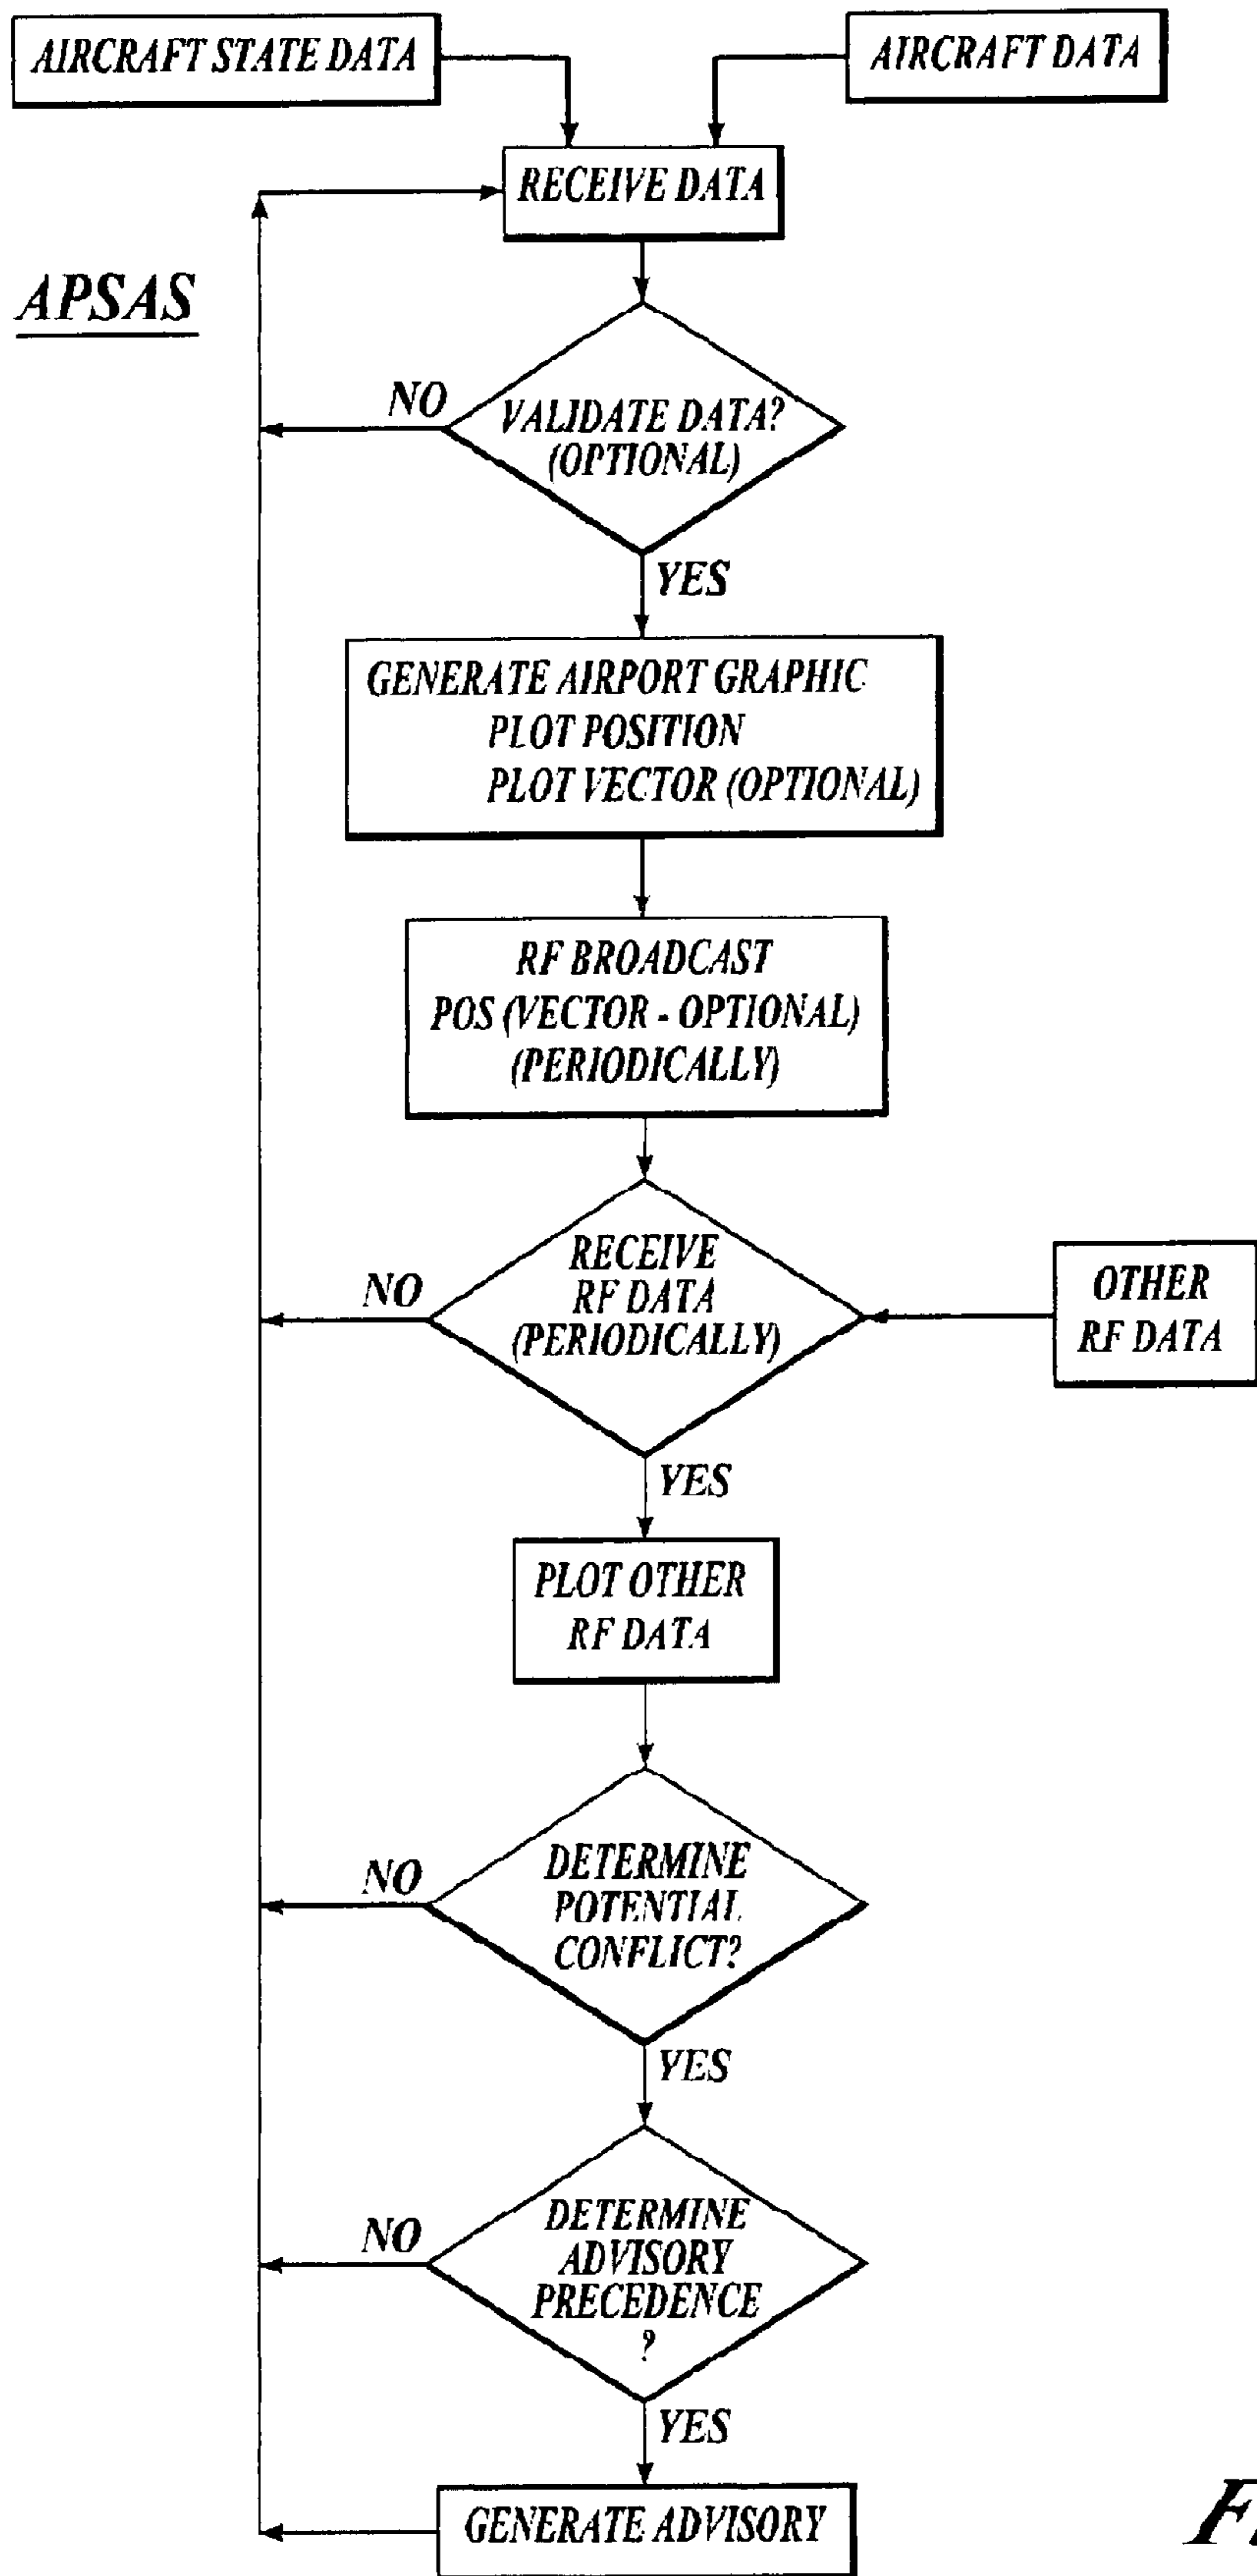 AIRCRAFT STATE DATA
AIRCRAFT DATA
RECEIVE DATA
APSAS
NO
VALIDATE DATA?
(OPTIONAL)
YES
GENERATE AIRPORT GRAPHIC
PLOT POSITION
PLOT VECTOR (OPTIONAL)
RF BROADCAST
POS (VECTOR - OPTIONAL)
(PERIODICALLY)
NO
RECEIVE
RF DATA
(PERIODICALLY)
OTHER
RF DATA
YES
PLOT OTHER
RF DATA
NO
DETERMINE
POTENTIAL
CONFLICT?
YES
NO
DETERMINE
ADVISORY
PRECEDENCE
?
YES
GENERATE ADVISORY